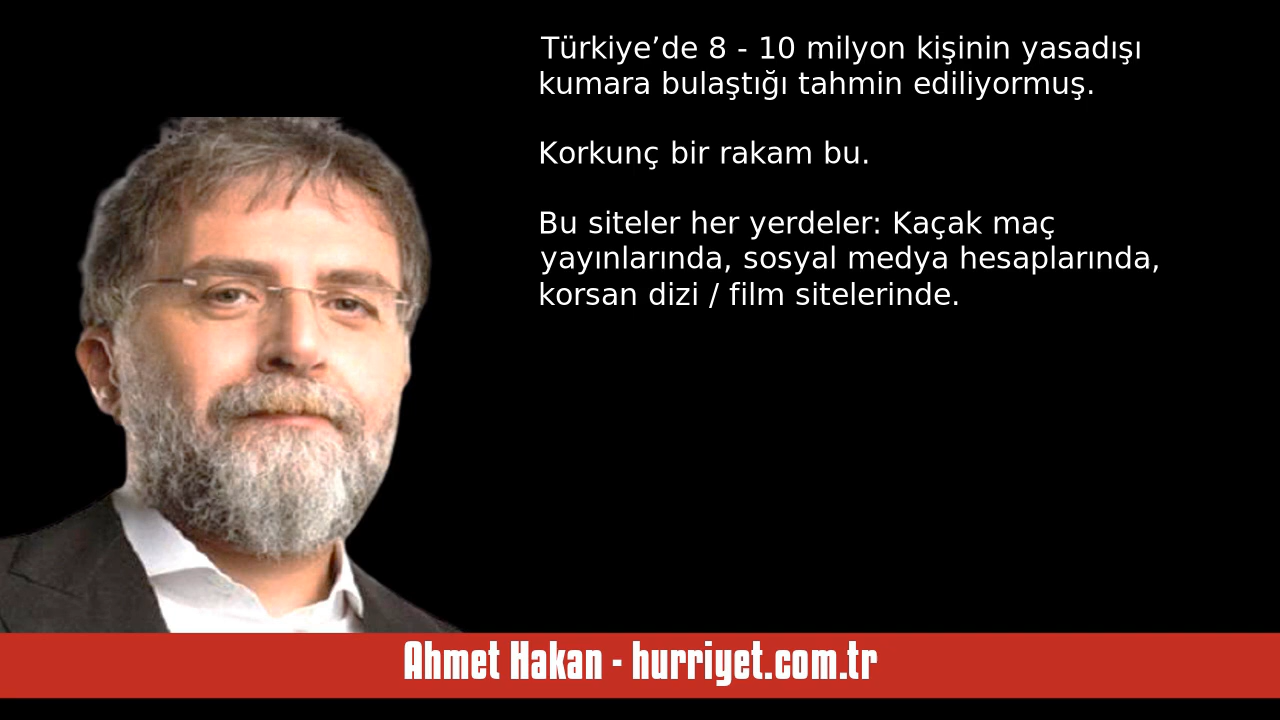 Türkiye’de 8 - 10 milyon kişinin yasadışı
kumara bulaştığı tahmin ediliyormuş.
Korkunç bir rakam bu.
Bu siteler her yerdeler: Kaçak maç
yayınlarında, sosyal medya hesaplarında,
korsan dizi / film sitelerinde.
Ahmet Hakan - hurriyet.com.tr